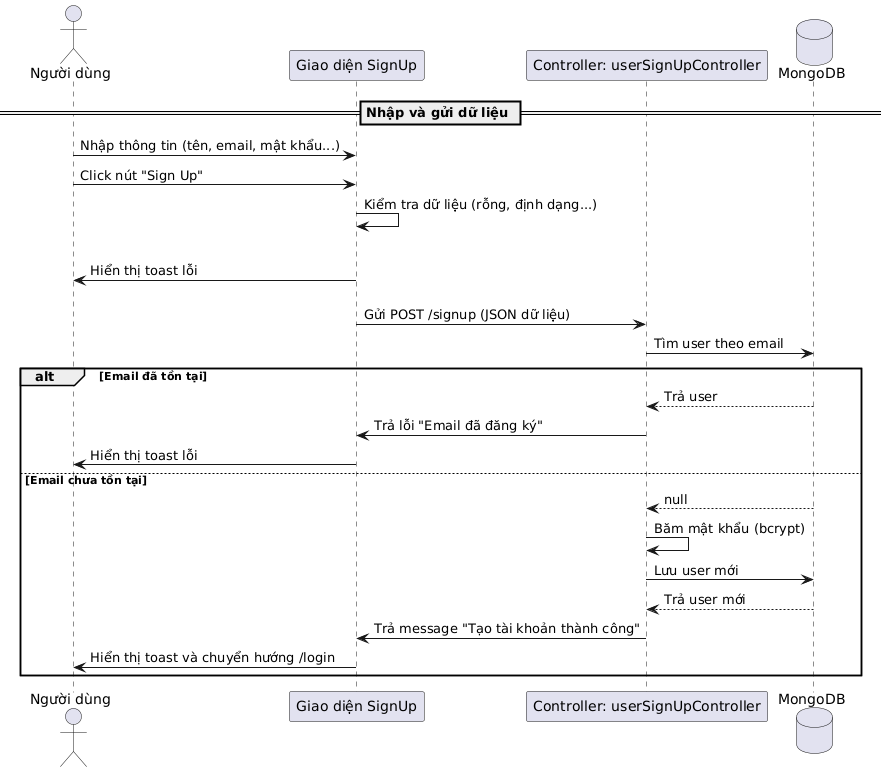 Người dùng
Giao diện SignUp
Controller: userSignUpController
MongoDB
Nhập và gửi dữ liệu
Nhập thông tin (tên, email, mật khẩu...)
Click nút "Sign Up"
Kiểm tra dữ liệu (rỗng, định dạng...)
Hiển thị toast lỗi
Gửi POST /signup (JSON dữ liệu)
Tìm user theo email
alt [Email đã tồn tại]
Trả user
Trả lỗi "Email đã đăng ký"
Hiển thị toast lỗi
[Email chưa tồn tại]
null
Băm mật khẩu (bcrypt)
Lưu user mới
Trả user mới
Trả message "Tạo tài khoản thành công"
Hiển thị toast và chuyển hướng /login
Người dùng
Giao diện SignUp
Controller: userSignUpController
MongoDB